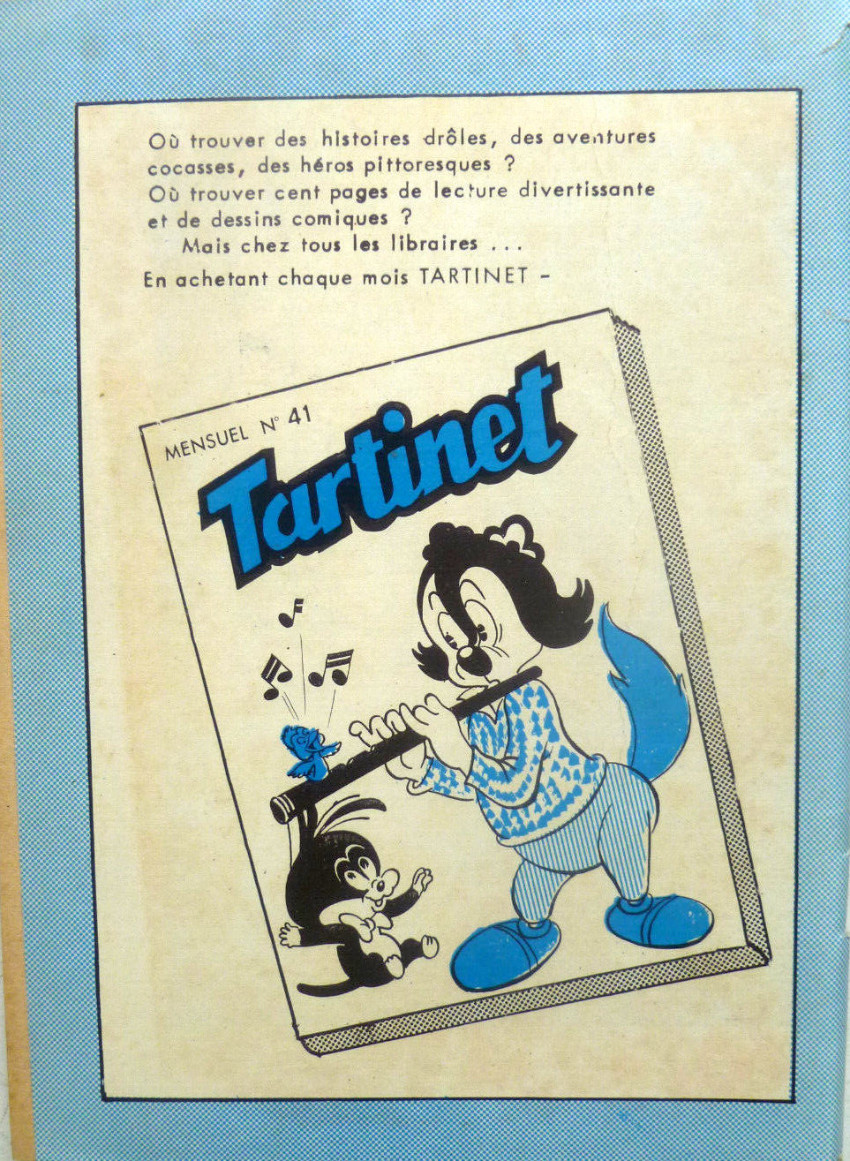 Où trouver des histoires drôles, des aventures
cocasses, des héros pittoresques ?
Où trouver cent pages de lecture divertissante
et de dessins comiques ?
Mais chez tous les libraires ...
En achetant chaque mois TARTINET -
MENSUEL N° 41
Tartinet